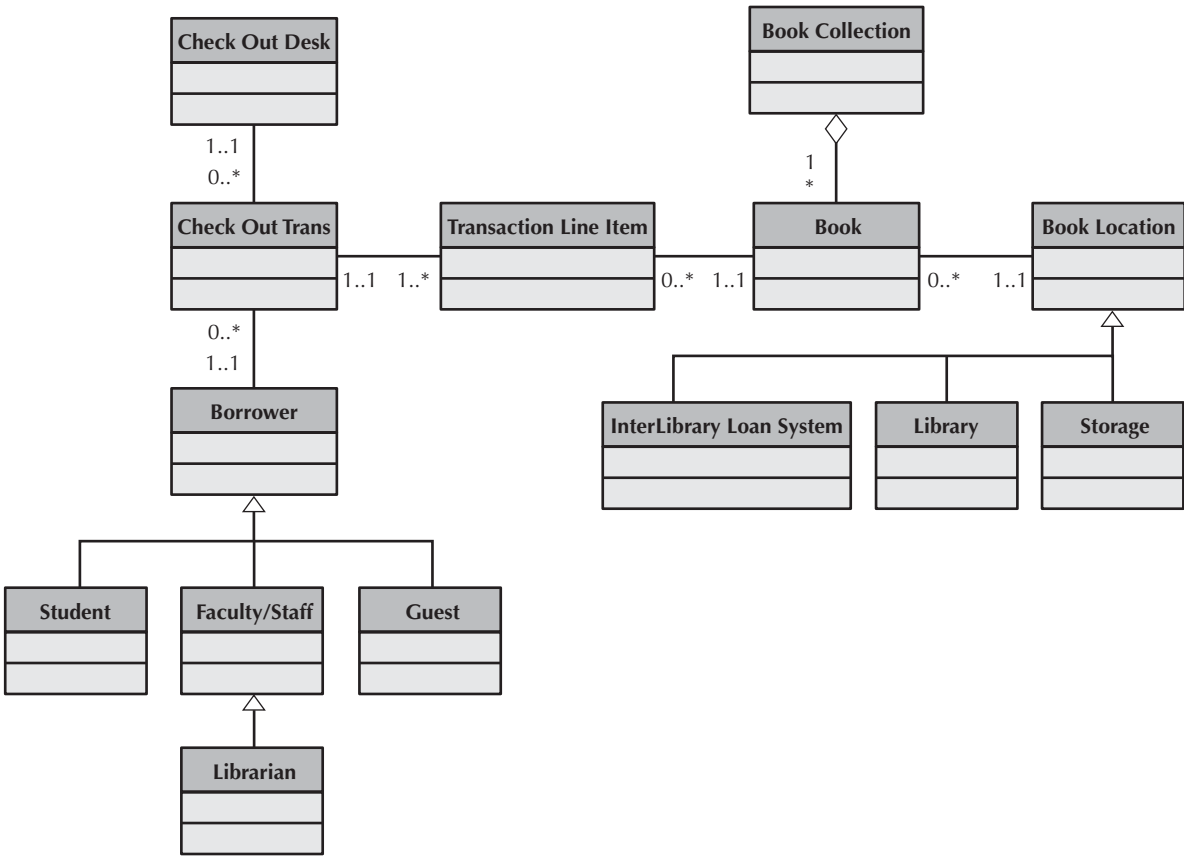 Check Out Desk
Book Collection
1..1
0..*
1
*
Check Out Trans
Transaction Line Item
Book
Book Location
1..1 1..*
0..* 1..1
0..* 1..1
0..*
1..1
Borrower
InterLibrary Loan System
Library
Storage
Student
Faculty/Staff
Guest
Librarian